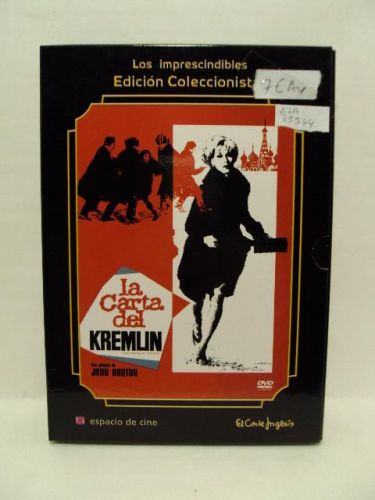 Los imprescindibles
Edición Coleccionista
7€
la
Carta del
KREMLIN
JOHN HUSTON
DVD
espacio de cine
El Corte Inglés